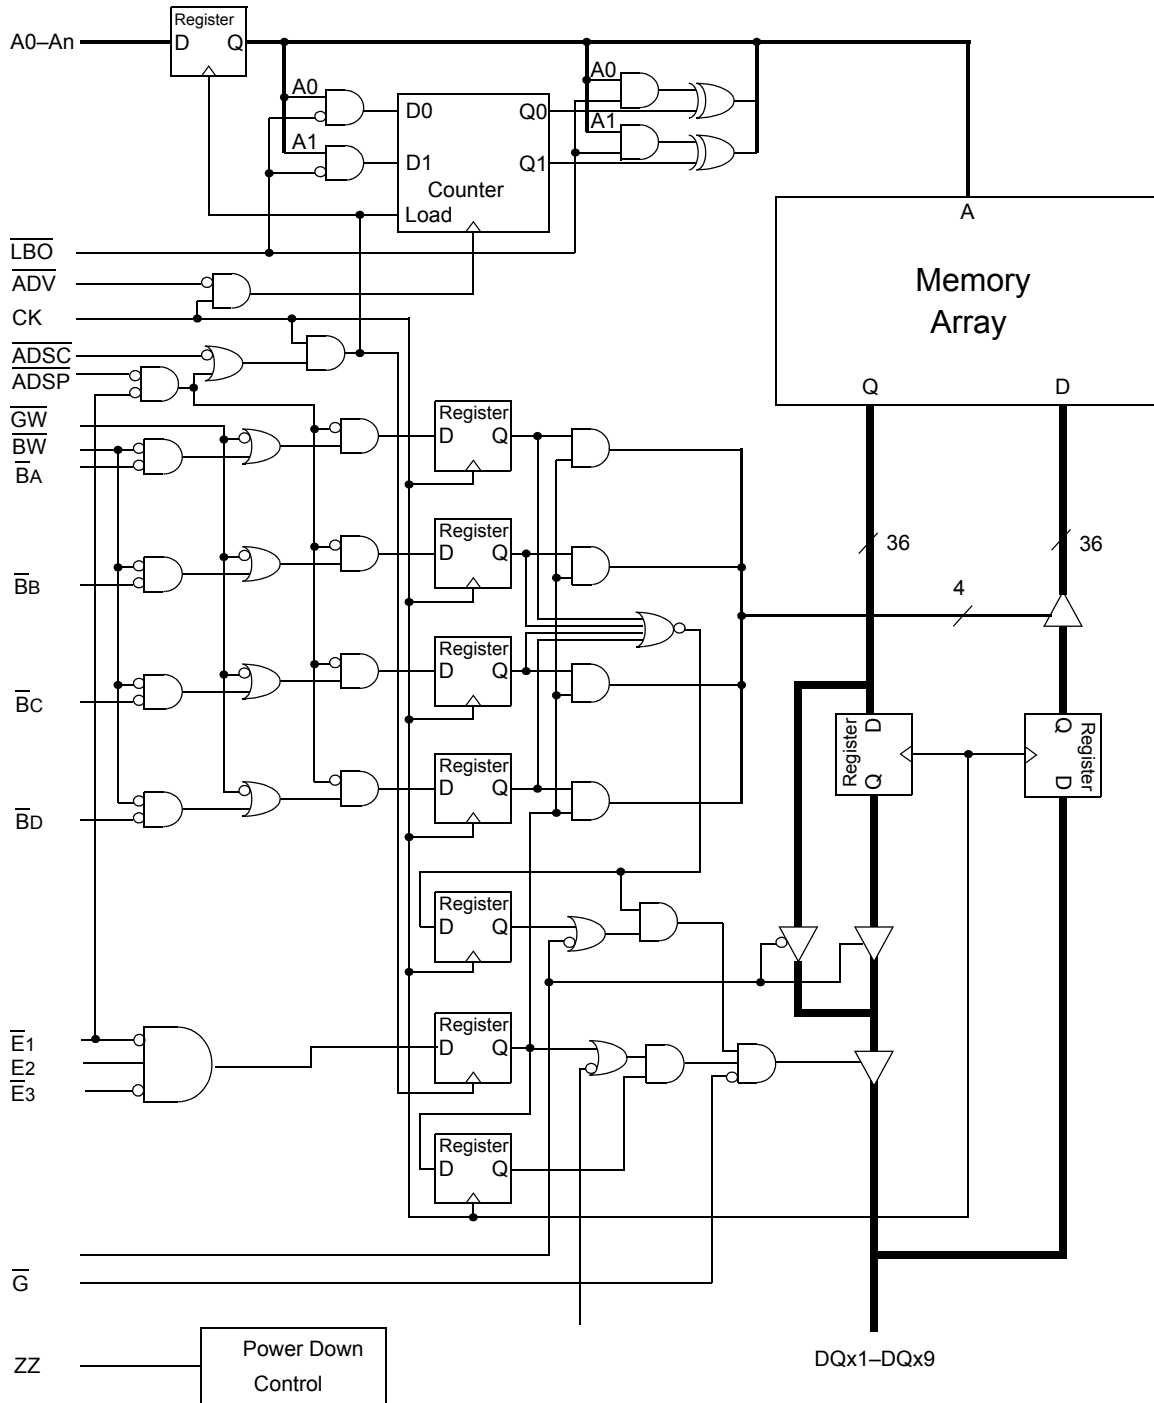 Register
A0–An
D Q
A0
A0
D0
Q0
A1
A1
D1
Q1
Counter
Load
A
LBO
ADV
Memory
CK
Array
ADSC
ADSP
Q D
GW
Register
BW
D Q
BA
Register
36 36
D Q
BB
4
Register
D Q
BC
Register
D
Q
Q
D
Register
Register
D Q
BD
Register
D Q
E1
Register
E2
D Q
E3
Register
D Q
G
Power Down
ZZ
Control
DQx1–DQx9